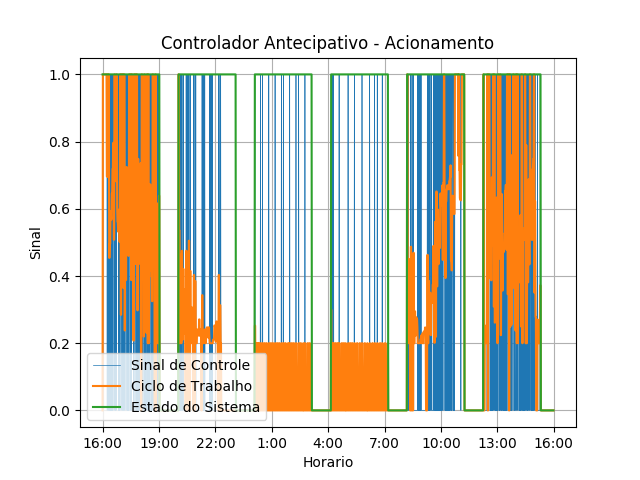 Controlador Antecipativo - Acionamento
1.0
0.8
0.6
0.4
0.2
0.0
Sinal
Sinal de Controle
Ciclo de Trabalho
Estado do Sistema
16:00 19:00 22:00 1:00 4:00 7:00 10:00 13:00 16:00
Horario